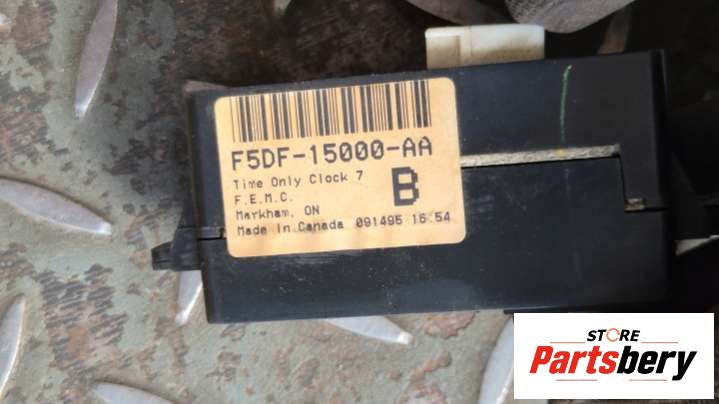 F5DF-15000-AA
Time Only Clock 7
F.E.M.C.
B
Markham, ON
Made in Canada 091495 16:54
STORE
Partsbery